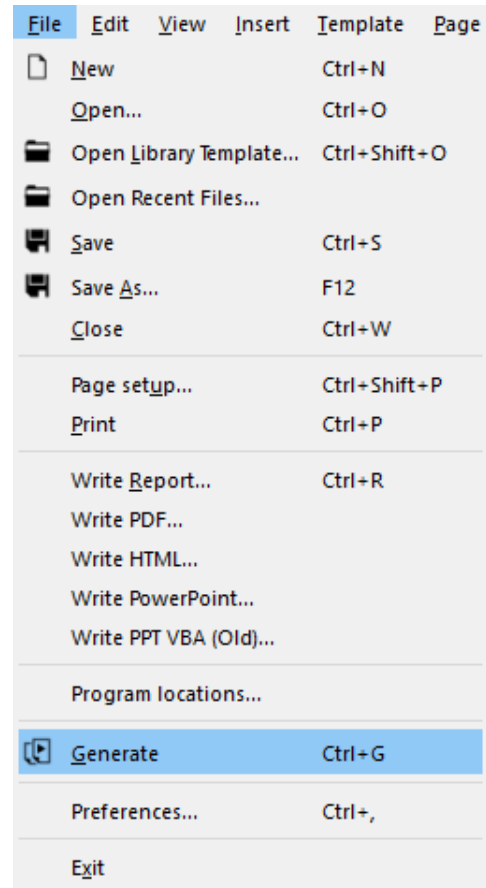 File Edit View Insert Template Page
New Ctrl+N
Open... Ctrl+O
Open Library Template... Ctrl+Shift+O
Open Recent Files...
Save Ctrl+S
Save As... F12
Close Ctrl+W
Page setup... Ctrl+Shift+P
Print Ctrl+P
Write Report... Ctrl+R
Write PDF...
Write HTML...
Write PowerPoint...
Write PPT VBA (Old)...
Program locations...
Generate Ctrl+G
Preferences... Ctrl+,
Exit